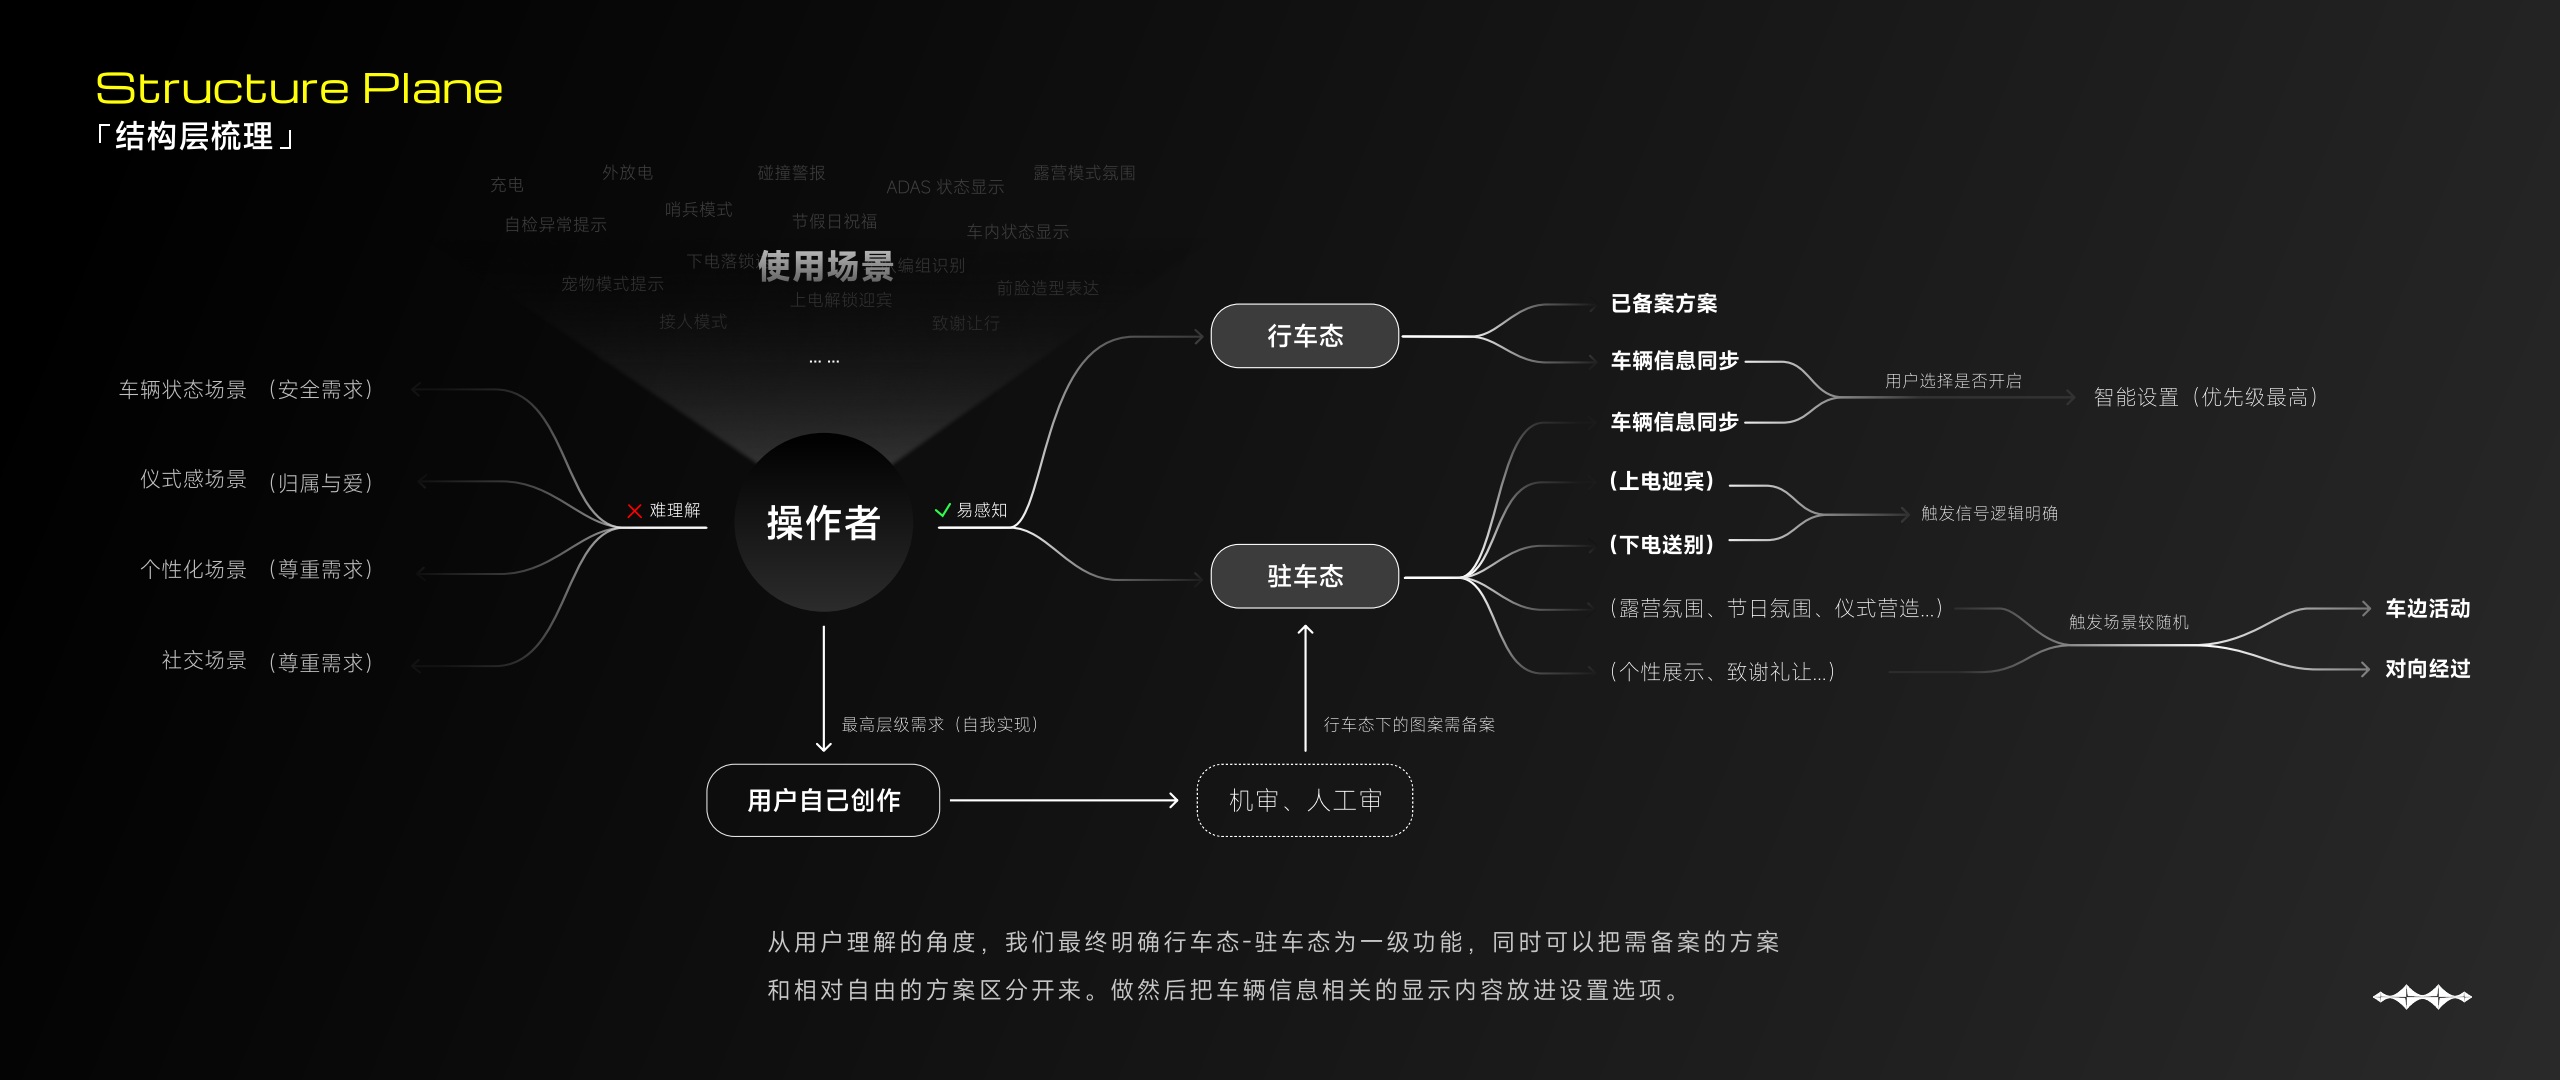 Structure Plane
「结构层梳理」
充电
外放电
碰撞警报
ADAS 状态显示
露营模式氛围
自检异常提示
哨兵模式
节假日祝福
车内状态显示
下电落锁
使用场景
编组识别
宠物模式提示
上电解锁迎宾
前脸造型表达
接人模式
致谢让行
... ...
车辆状态场景 （安全需求）
仪式感场景 （归属与爱）
个性化场景 （尊重需求）
社交场景 （尊重需求）
难理解
操作者
易感知
行车态
驻车态
已备案方案
车辆信息同步
车辆信息同步
用户选择是否开启
智能设置（优先级最高）
（上电迎宾）
（下电送别）
触发信号逻辑明确
（露营氛围、节日氛围、仪式营造...）
（个性展示、致谢礼让...）
触发场景较随机
车边活动
对向经过
最高层级需求（自我实现）
行车态下的图案需备案
用户自己创作
机审、人工审
从用户理解的角度，我们最终明确行车态-驻车态为一级功能，同时可以把需备案的方案
和相对自由的方案区分开来。做然后把车辆信息相关的显示内容放进设置选项。